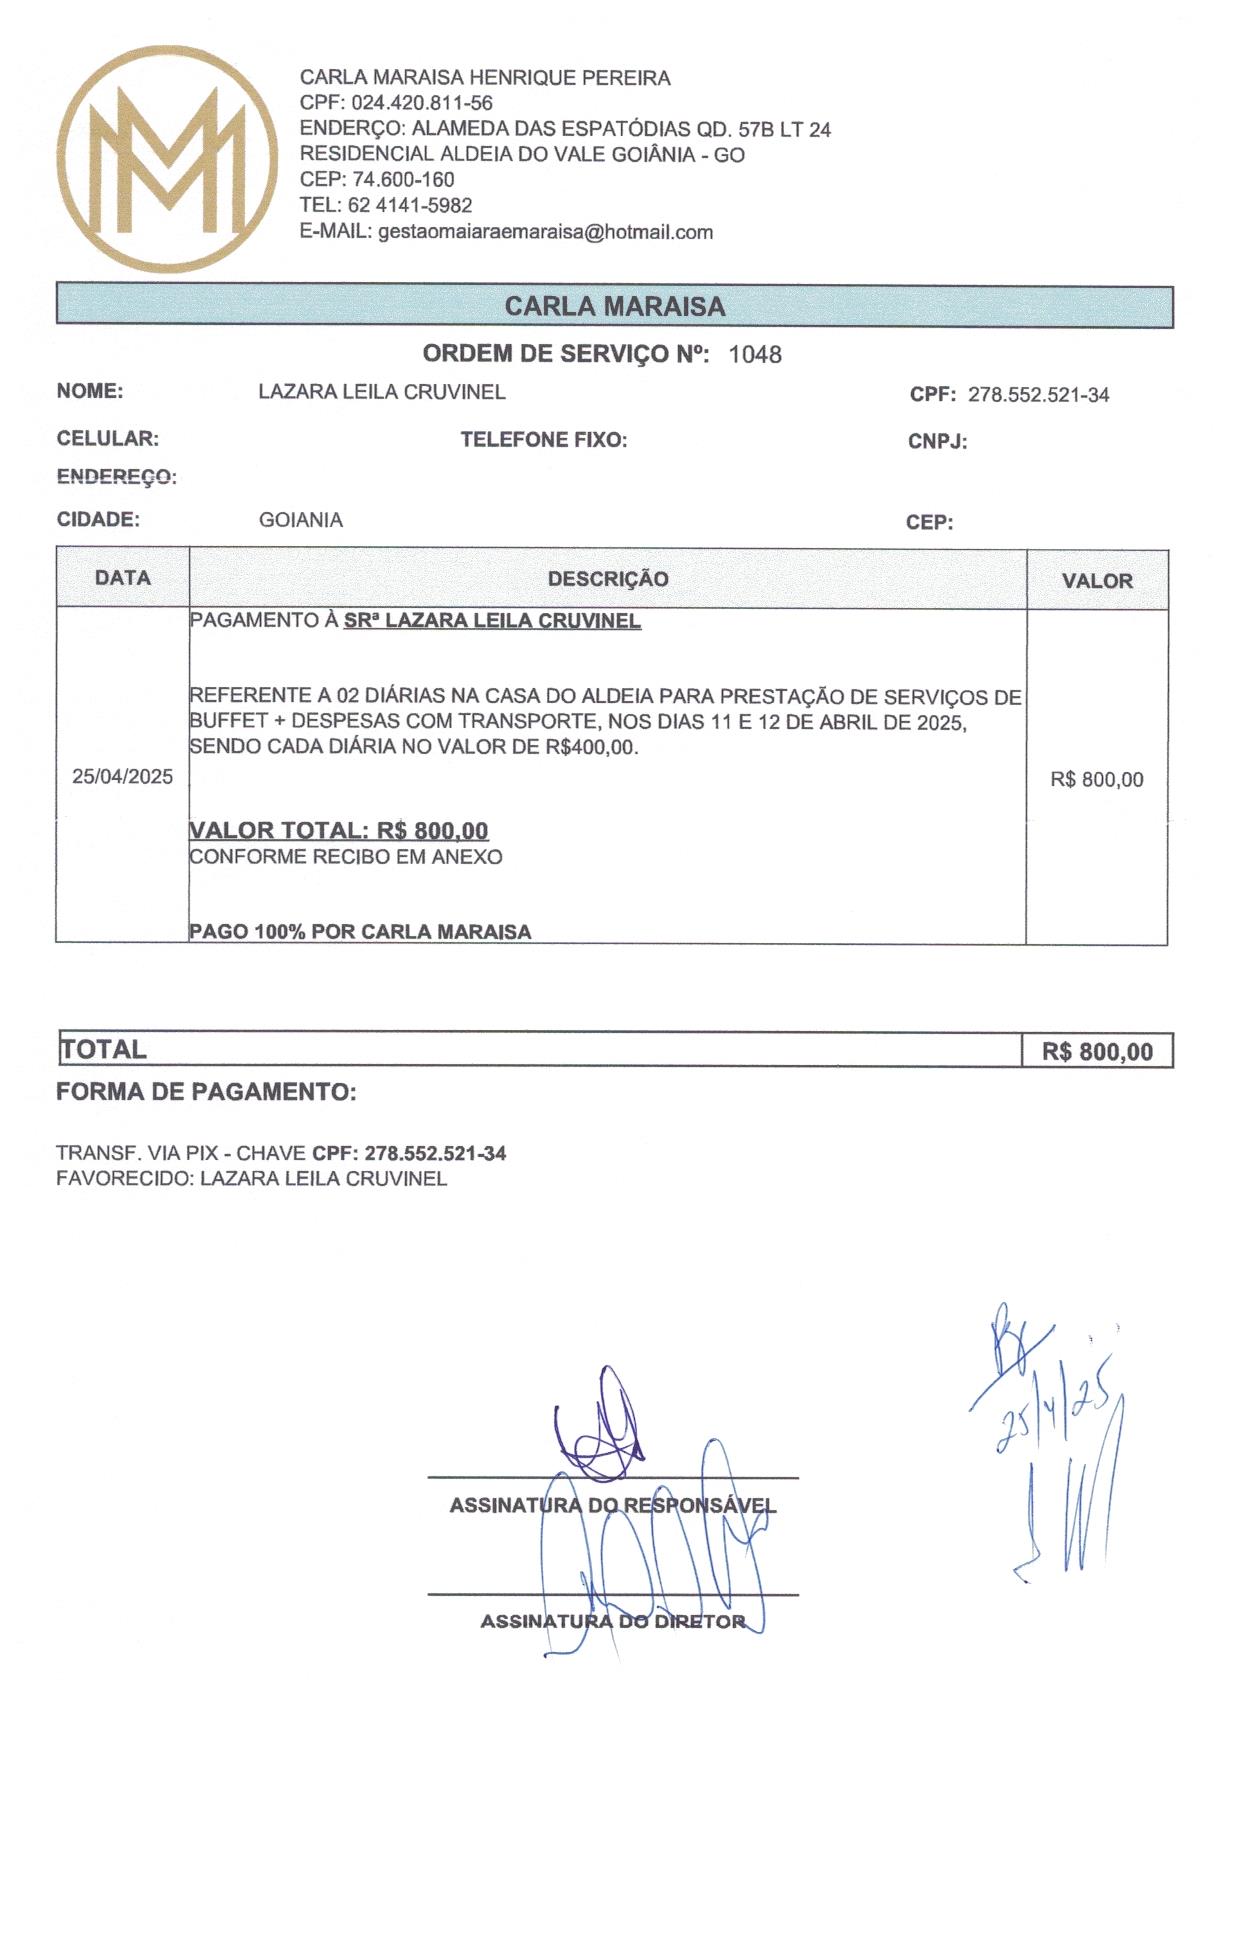 CARLA MARAISA HENRIQUE PEREIRA
CPF: 024.420.811-56
ENDERÇO: ALAMEDA DAS ESPATÓDIAS QD. 57B LT 24
RESIDENCIAL ALDEIA DO VALE GOIÂNIA - GO
CEP: 74.600-160
TEL: 62 4141-5982
E-MAIL: gestaomaiaraemaraisa@hotmail.com
CARLA MARAISA
ORDEM DE SERVIÇO Nº: 1048
NOME: LAZARA LEILA CRUVINEL CPF: 278.552.521-34
CELULAR: TELEFONE FIXO: CNPJ:
ENDEREÇO:
CIDADE: GOIANIA CEP:
DATA DESCRIÇÃO VALOR
PAGAMENTO À SRª LAZARA LEILA CRUVINEL
REFERENTE A 02 DIÁRIAS NA CASA DO ALDEIA PARA PRESTAÇÃO DE SERVIÇOS DE
BUFFET + DESPESAS COM TRANSPORTE, NOS DIAS 11 E 12 DE ABRIL DE 2025,
SENDO CADA DIÁRIA NO VALOR DE R$400,00.
25/04/2025 R$ 800,00
VALOR TOTAL: R$ 800,00
CONFORME RECIBO EM ANEXO
PAGO 100% POR CARLA MARAISA
TOTAL R$ 800,00
FORMA DE PAGAMENTO:
TRANSF. VIA PIX - CHAVE CPF: 278.552.521-34
FAVORECIDO: LAZARA LEILA CRUVINEL
25/4/25
ASSINATURA DO RESPONSÁVEL
ASSINATURA DO DIRETOR